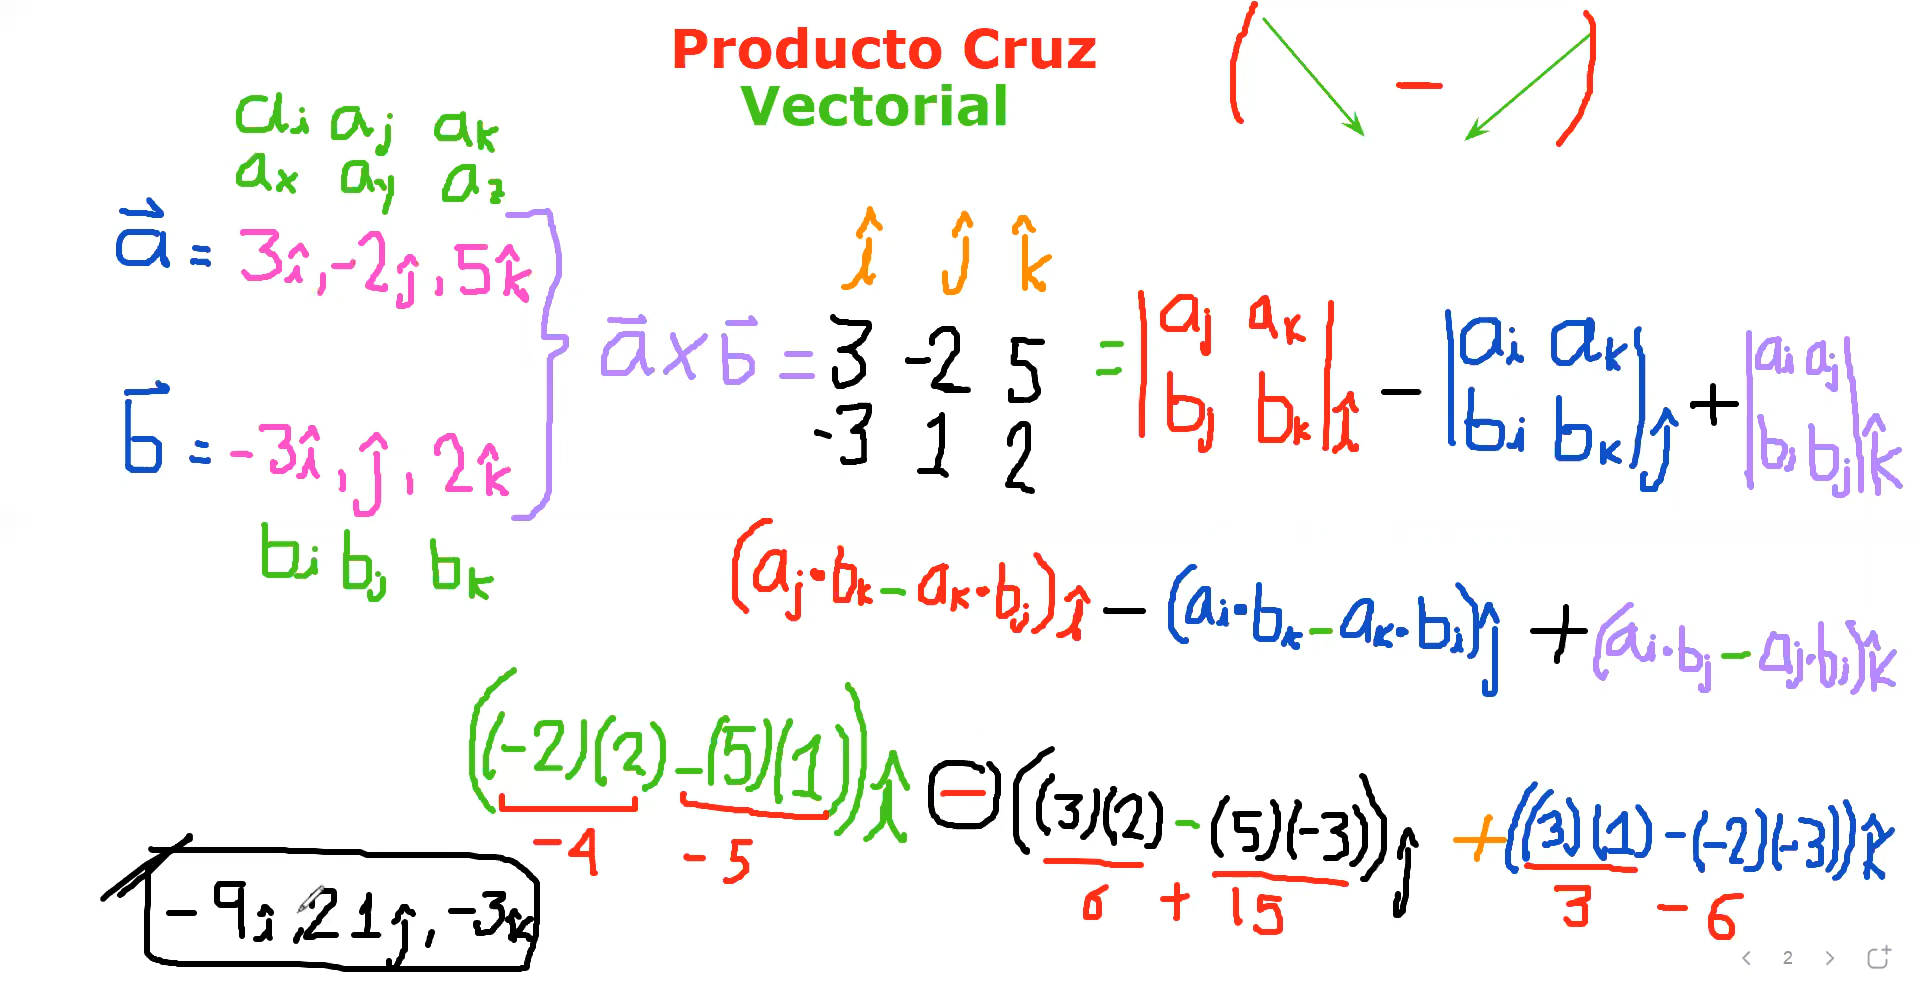 Producto Cruz
Vectorial
( - )
ai aj ak
ax ay az
a⃗ = 3î, -2ĵ, 5k̂
b⃗ = -3î, ĵ, 2k̂
bi bj bk
a⃗ x b⃗ =
î ĵ k̂
3 -2 5
-3 1 2
= |aj ak| |bj bk| î - |ai ak| |bi bk| ĵ + |ai aj| |bi bj| k̂
(aj·bk - ak·bj)î - (ai·bk - ak·bi)ĵ + (ai·bj - aj·bi)k̂
((-2)(2) - (5)(1))î - ((3)(2) - (5)(-3))ĵ + ((3)(1) - (-2)(-3))k̂
-4 - 5 6 + 15 3 - 6
-9î, 21ĵ, -3k̂
2